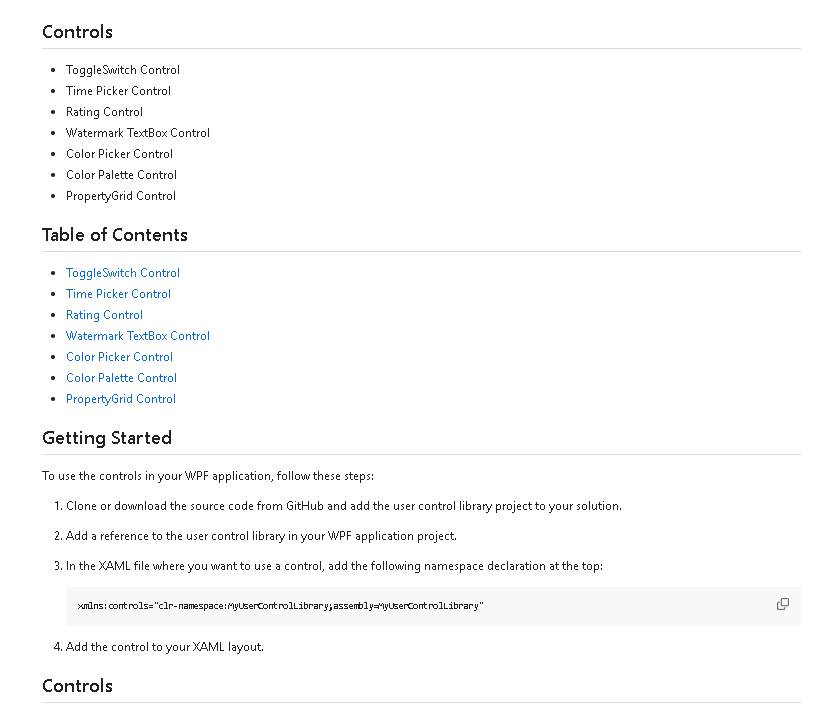 Controls
ToggleSwitch Control
Time Picker Control
Rating Control
Watermark TextBox Control
Color Picker Control
Color Palette Control
PropertyGrid Control
Table of Contents
ToggleSwitch Control
Time Picker Control
Rating Control
Watermark TextBox Control
Color Picker Control
Color Palette Control
PropertyGrid Control
Getting Started
To use the controls in your WPF application, follow these steps:
1. Clone or download the source code from GitHub and add the user control library project to your solution.
2. Add a reference to the user control library in your WPF application project.
3. In the XAML file where you want to use a control, add the following namespace declaration at the top:
xmlns:controls="clr-namespace:MyUserControlLibrary;assembly=MyUserControlLibrary"
4. Add the control to your XAML layout.
Controls